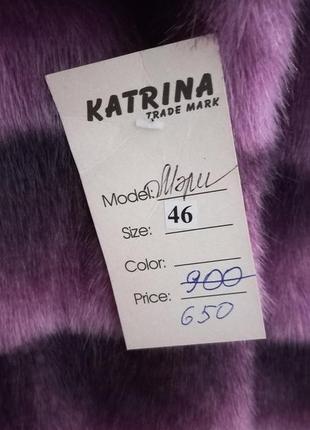 KATRINA
TRADE MARK
Model: Мэри
Size: 46
Color:
Price: 900
650